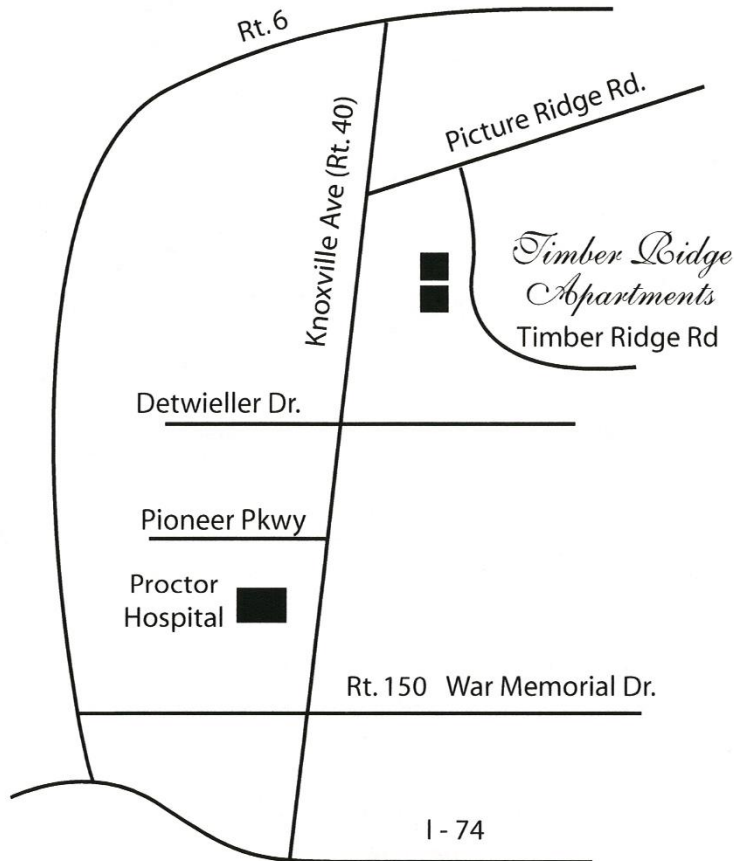 Rt. 6
Knoxville Ave (Rt. 40)
Picture Ridge Rd.
Timber Ridge
Apartments
Timber Ridge Rd
Detwieller Dr.
Pioneer Pkwy
Proctor
Hospital
Rt. 150 War Memorial Dr.
I - 74